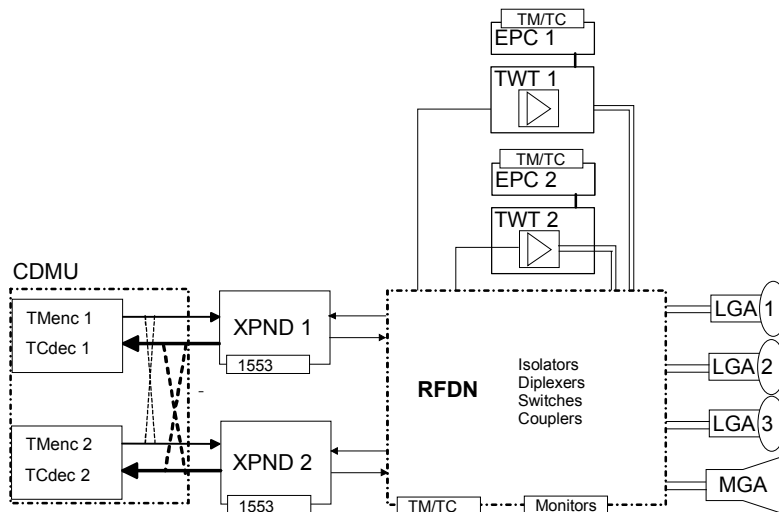 TM/TC
EPC 1
TWT 1
TM/TC
EPC 2
TWT 2
CDMU
TMenc 1
TCdec 1
XPND 1
1553
TMenc 2
TCdec 2
XPND 2
1553
RFDN
Isolators
Diplexers
Switches
Couplers
TM/TC
Monitors
LGA 1
LGA 2
LGA 3
MGA